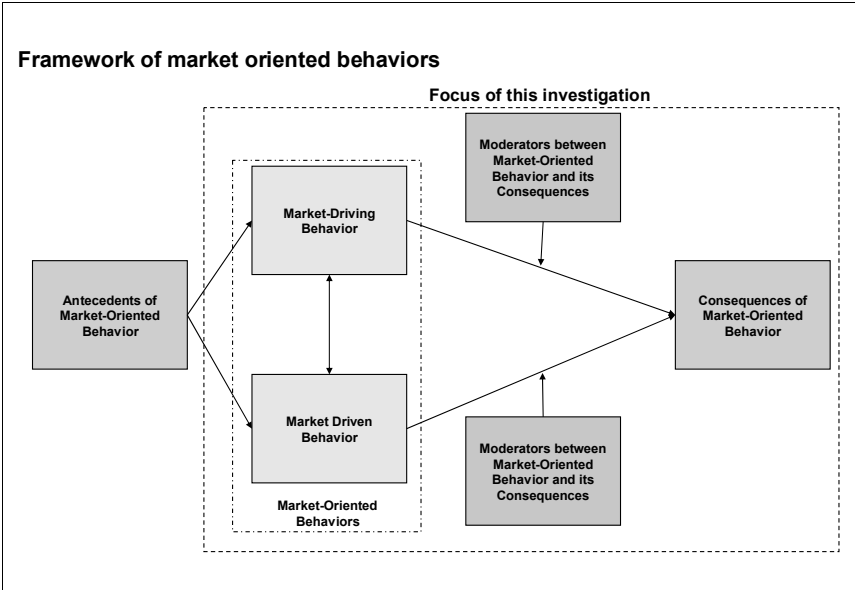 Framework of market oriented behaviors
Focus of this investigation
Moderators between
Market-Oriented
Behavior and its
Consequences
Market-Driving
Behavior
Antecedents of
Market-Oriented
Behavior
Consequences of
Market-Oriented
Behavior
Market Driven
Behavior
Moderators between
Market-Oriented
Behavior and its
Consequences
Market-Oriented
Behaviors